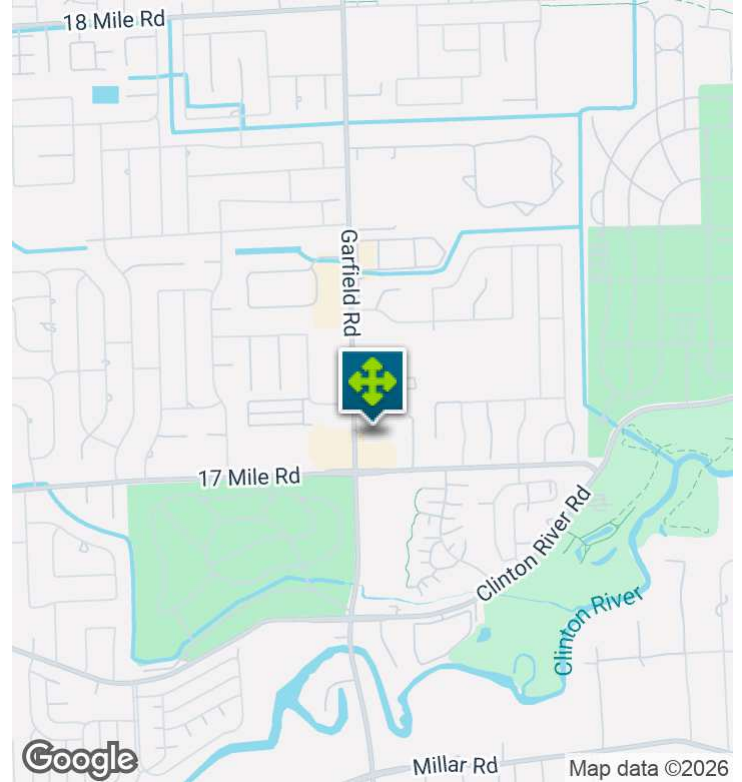 18 Mile Rd
Garfield Rd
17 Mile Rd
Clinton River Rd
Clinton River
Millar Rd
Google
Map data ©2026